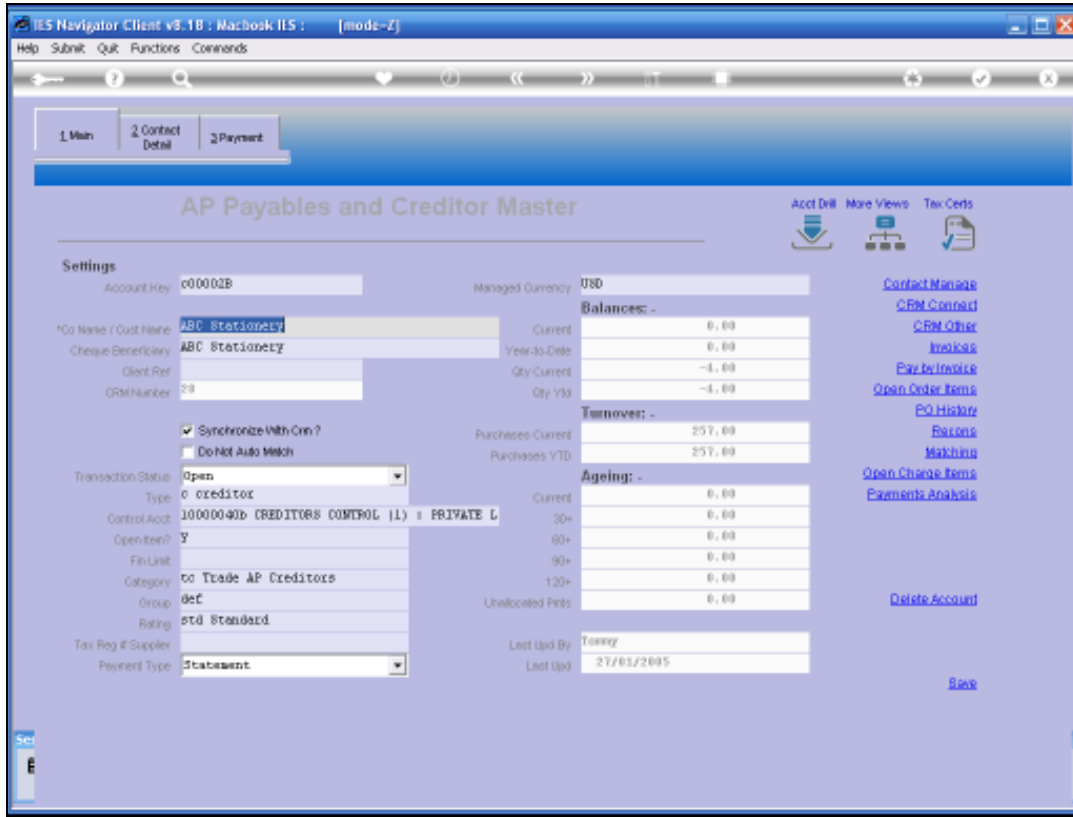 IES Navigator Client v8.18 : Macbook IES : [mode-Z]
Help Submit Quit Functions Commands
1 Main
2 Contact Detail
3 Payment
AP Payables and Creditor Master
Acct Drill More Views Tax Certs
Settings
Account Key c00002B Managed Currency USD Contact Manage
Balances: - CRM Connect
*Co Name / Cust Name ABC Stationery Current 0.00 CRM Other
Cheque Beneficiary ABC Stationery Year-to-Date 0.00 Invoices
Client Ref Qty Current -4.00 Pay by Invoice
CRM Number 28 Qty Ytd -4.00 Open Order Items
Turnover: - PO History
Synchronize With Crm ? Purchases Current 257.00 Recons
Do Not Auto Match Purchases YTD 257.00 Matching
Transaction Status Open Ageing: - Open Charge Items
Type c creditor Current 0.00 Payments Analysis
Control Acct 10000040b CREDITORS CONTROL (1) : PRIVATE L 30+ 0.00
Open Item? y 60+ 0.00
Fin Limit 90+ 0.00
Category tc Trade AP Creditors 120+ 0.00
Group def Unallocated Pmts 0.00 Delete Account
Rating std Standard
Tax Reg # Supplier Last Upd By Tommy
Payment Type Statement Last Upd 27/01/2005
Save